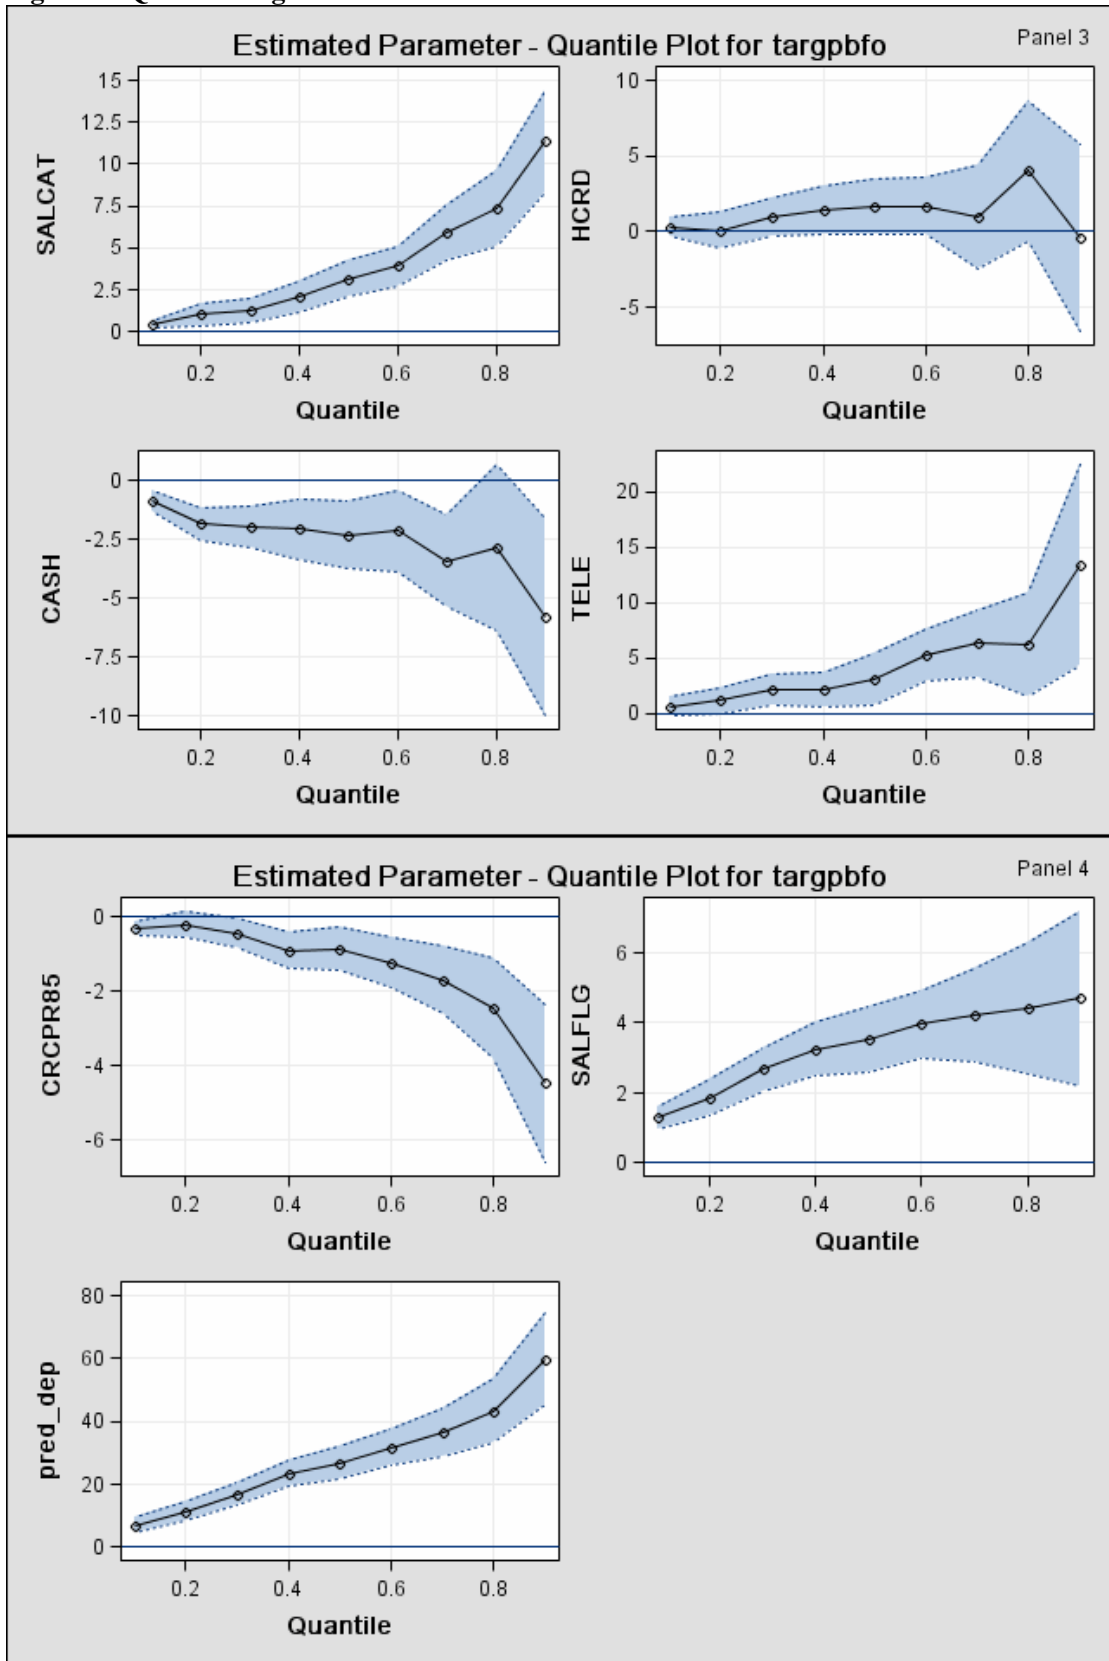 Estimated Parameter - Quantile Plot for targpbfo
Panel 3
SALCAT
15
12.5
10
7.5
5
2.5
0
0.2 0.4 0.6 0.8
Quantile
HCRD
10
5
0
-5
0.2 0.4 0.6 0.8
Quantile
CASH
0
-2.5
-5
-7.5
-10
0.2 0.4 0.6 0.8
Quantile
TELE
20
15
10
5
0
0.2 0.4 0.6 0.8
Quantile
Estimated Parameter - Quantile Plot for targpbfo
Panel 4
CRCPR85
0
-2
-4
-6
0.2 0.4 0.6 0.8
Quantile
SALFLG
6
4
2
0
0.2 0.4 0.6 0.8
Quantile
pred_dep
80
60
40
20
0
0.2 0.4 0.6 0.8
Quantile